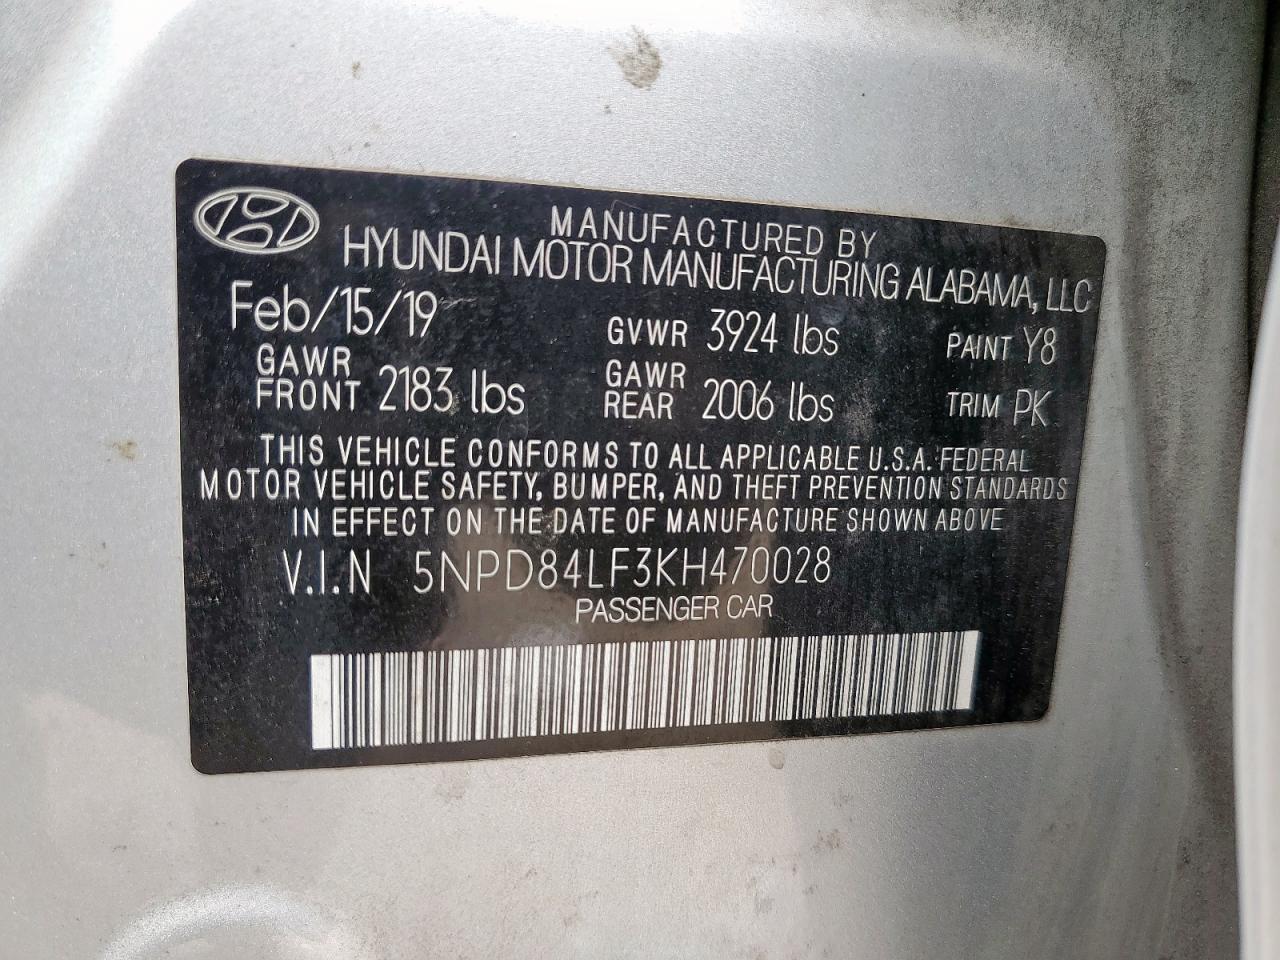 MANUFACTURED BY
HYUNDAI MOTOR MANUFACTURING ALABAMA, LLC
Feb/15/19 GVWR 3924 lbs PAINT Y8
GAWR FRONT 2183 lbs GAWR REAR 2006 lbs TRIM PK
THIS VEHICLE CONFORMS TO ALL APPLICABLE U.S.A. FEDERAL
MOTOR VEHICLE SAFETY, BUMPER, AND THEFT PREVENTION STANDARDS
IN EFFECT ON THE DATE OF MANUFACTURE SHOWN ABOVE
V.I.N 5NPD84LF3KH470028
PASSENGER CAR